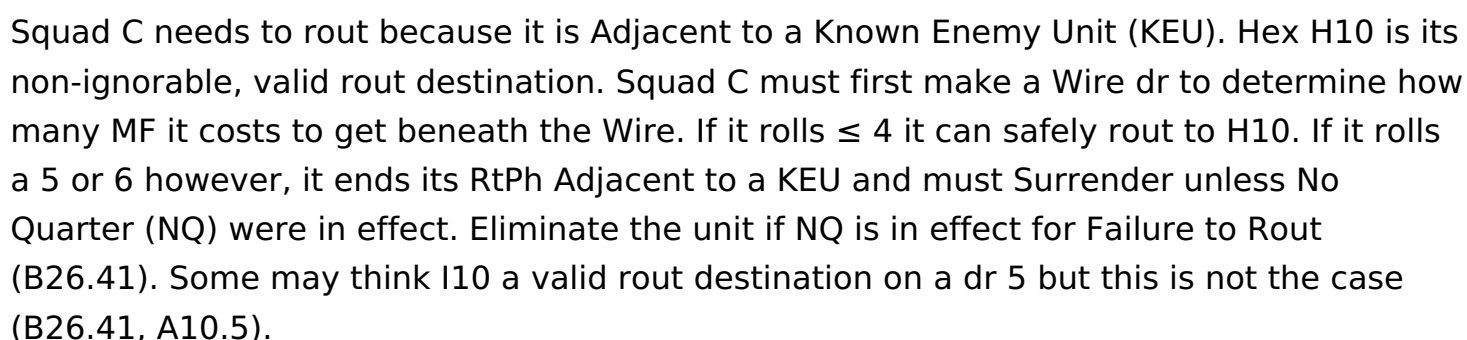 Squad C needs to rout because it is Adjacent to a Known Enemy Unit (KEU). Hex H10 is its
non-ignorable, valid rout destination. Squad C must first make a Wire dr to determine how
many MF it costs to get beneath the Wire. If it rolls ≤ 4 it can safely rout to H10. If it rolls
a 5 or 6 however, it ends its RtPh Adjacent to a KEU and must Surrender unless No
Quarter (NQ) were in effect. Eliminate the unit if NQ is in effect for Failure to Rout
(B26.41). Some may think I10 a valid rout destination on a dr 5 but this is not the case
(B26.41, A10.5).